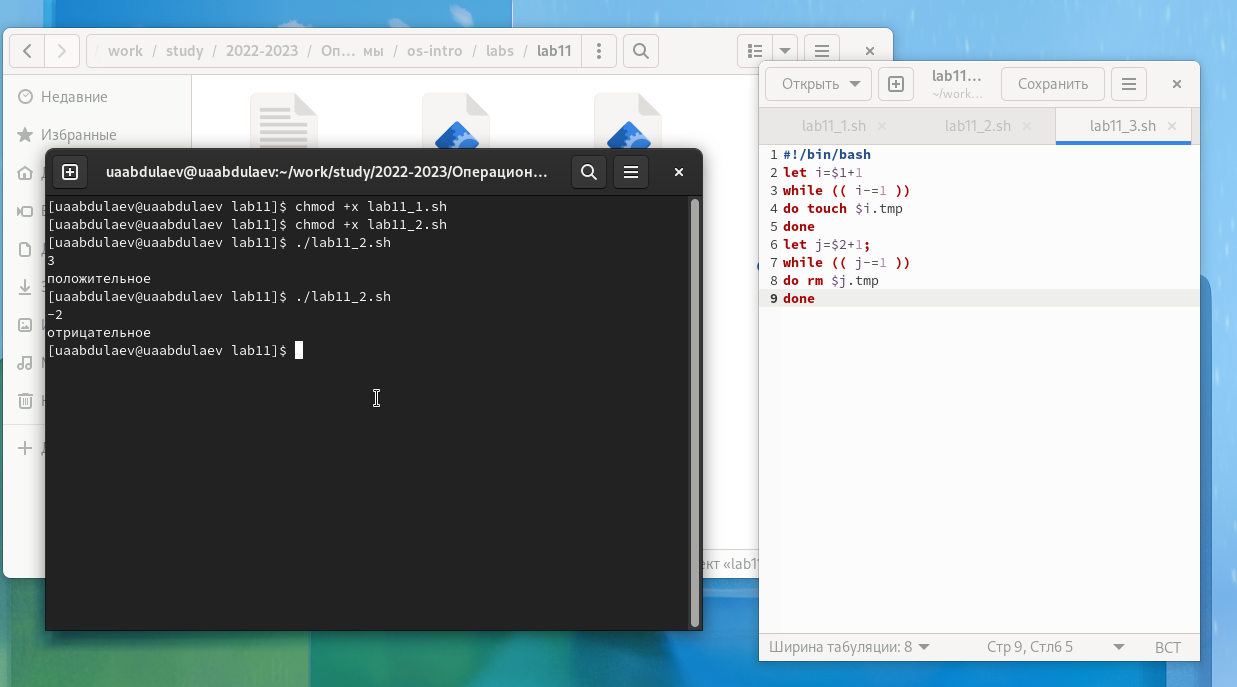 work / study / 2022-2023 / Оп… мы / os-intro / labs / lab11
Недавние
Избранные
uaabdulaev@uaabdulaev:~/work/study/2022-2023/Операцион…
[uaabdulaev@uaabdulaev lab11]$ chmod +x lab11_1.sh
[uaabdulaev@uaabdulaev lab11]$ chmod +x lab11_2.sh
[uaabdulaev@uaabdulaev lab11]$ ./lab11_2.sh
3
положительное
[uaabdulaev@uaabdulaev lab11]$ ./lab11_2.sh
-2
отрицательное
[uaabdulaev@uaabdulaev lab11]$
ект «lab11
Открыть
lab11…
~/work…
Сохранить
lab11_1.sh
lab11_2.sh
lab11_3.sh
1 #!/bin/bash
2 let i=$1+1
3 while (( i-=1 ))
4 do touch $i.tmp
5 done
6 let j=$2+1;
7 while (( j-=1 ))
8 do rm $j.tmp
9 done
Ширина табуляции: 8
Стр 9, Стлб 5
ВСТ